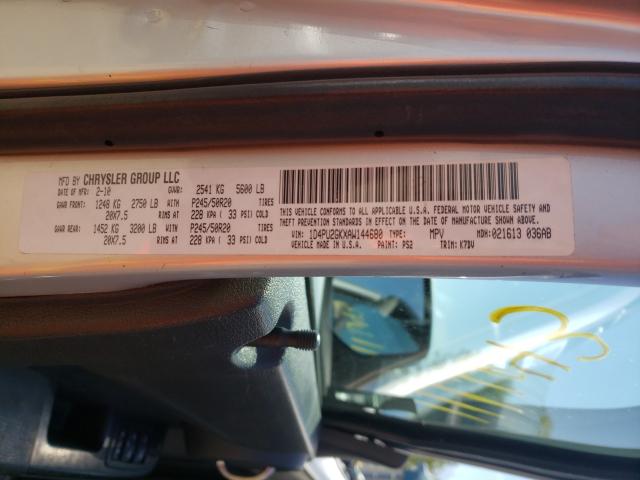 MFD BY CHRYSLER GROUP LLC
DATE OF MFR: 2-10 GVWR: 2541 KG 5600 LB
GAWR FRONT: 1248 KG 2750 LB WITH P245/50R20 TIRES
20X7.5 RIMS AT 228 KPA ( 33 PSI) COLD
GAWR REAR: 1452 KG 3200 LB WITH P245/50R20 TIRES
20X7.5 RIMS AT 228 KPA ( 33 PSI) COLD
THIS VEHICLE CONFORMS TO ALL APPLICABLE U.S.A. FEDERAL MOTOR VEHICLE SAFETY
AND THEFT PREVENTION STANDARDS IN EFFECT ON THE DATE OF MANUFACTURE SHOWN ABOVE.
VIN: 1D4PU2GKXAW144680 TYPE: MPV MDH: 021613 036AB
VEHICLE MADE IN U.S.A. PAINT: PS2 TRIM: K7DV